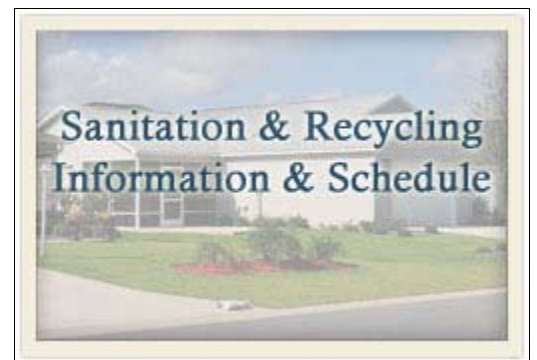 Sanitation & Recycling
Information & Schedule